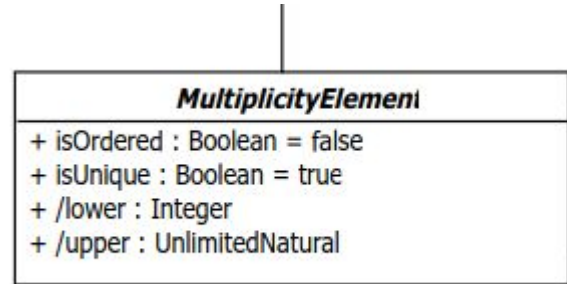 MultiplicityElement
+ isOrdered : Boolean = false
+ isUnique : Boolean = true
+ /lower : Integer
+ /upper : UnlimitedNatural